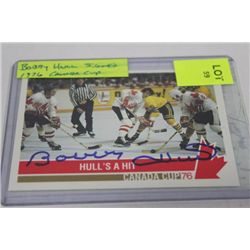 BOBBY HULL SIGNED
1976 CANADA CUP
LOT
59
HULL'S A HIT
CANADA CUP 76
Bobby Hull